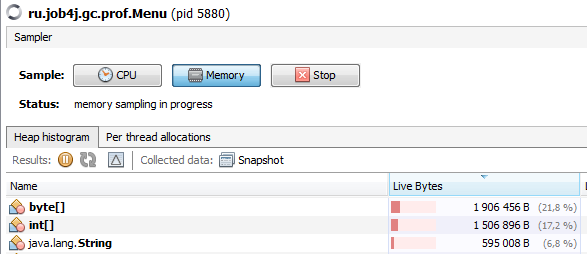 ru.job4j.gc.prof.Menu (pid 5880)
Sampler
Sample: CPU Memory Stop
Status: memory sampling in progress
Heap histogram Per thread allocations
Results: Collected data: Snapshot
Name Live Bytes
byte[] 1 906 456 B (21,8 %)
int[] 1 506 896 B (17,2 %)
java.lang.String 595 008 B (6,8 %)